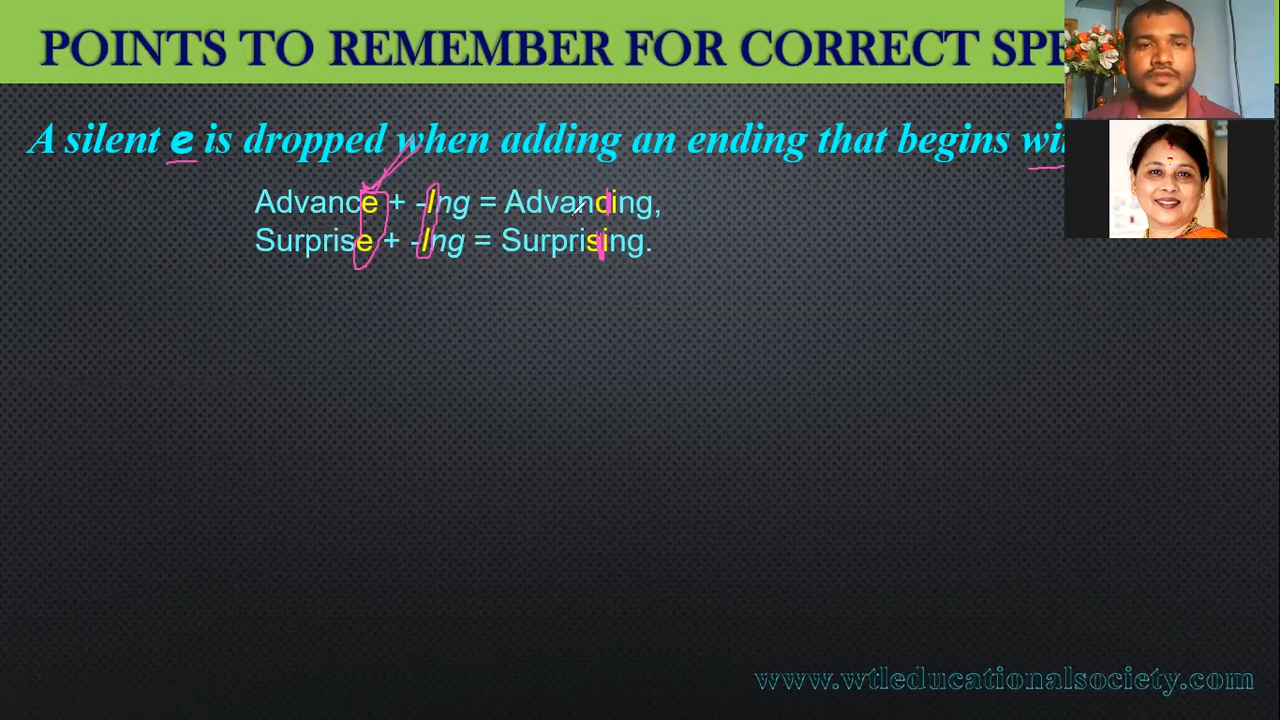 POINTS TO REMEMBER FOR CORRECT SPE
A silent e is dropped when adding an ending that begins wi
Advance + -Ing = Advancing,
Surprise + -Ing = Surprising.
www.wtleducationalsociety.com